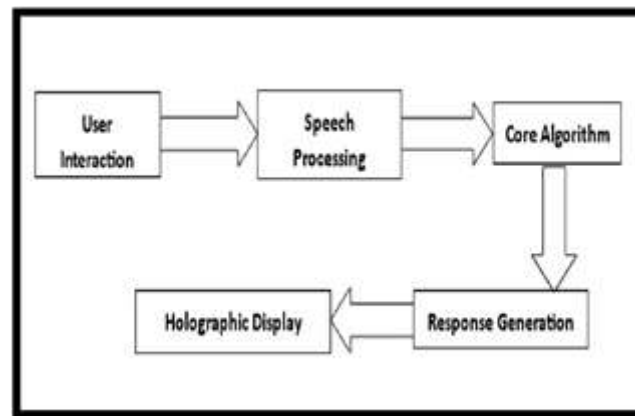 User
Interaction
Speech
Processing
Core Algorithm
Response Generation
Holographic Display